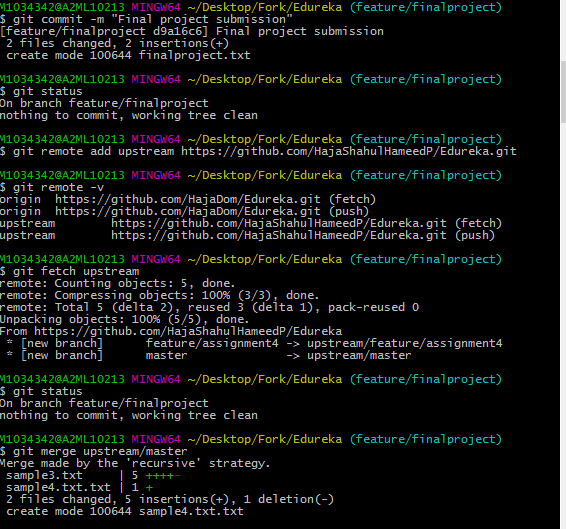 M1034342@A2ML10213 MINGW64 ~/Desktop/Fork/Edureka (feature/finalproject)
$ git commit -m "Final project submission"
[feature/finalproject d9a16c6] Final project submission
 2 files changed, 2 insertions(+)
 create mode 100644 finalproject.txt

M1034342@A2ML10213 MINGW64 ~/Desktop/Fork/Edureka (feature/finalproject)
$ git status
On branch feature/finalproject
nothing to commit, working tree clean

M1034342@A2ML10213 MINGW64 ~/Desktop/Fork/Edureka (feature/finalproject)
$ git remote add upstream https://github.com/HajaShahulHameedP/Edureka.git

M1034342@A2ML10213 MINGW64 ~/Desktop/Fork/Edureka (feature/finalproject)
$ git remote -v
origin  https://github.com/HajaDom/Edureka.git (fetch)
origin  https://github.com/HajaDom/Edureka.git (push)
upstream        https://github.com/HajaShahulHameedP/Edureka.git (fetch)
upstream        https://github.com/HajaShahulHameedP/Edureka.git (push)

M1034342@A2ML10213 MINGW64 ~/Desktop/Fork/Edureka (feature/finalproject)
$ git fetch upstream
remote: Counting objects: 5, done.
remote: Compressing objects: 100% (3/3), done.
remote: Total 5 (delta 2), reused 3 (delta 1), pack-reused 0
Unpacking objects: 100% (5/5), done.
From https://github.com/HajaShahulHameedP/Edureka
 * [new branch]      feature/assignment4 -> upstream/feature/assignment4
 * [new branch]      master              -> upstream/master

M1034342@A2ML10213 MINGW64 ~/Desktop/Fork/Edureka (feature/finalproject)
$ git status
On branch feature/finalproject
nothing to commit, working tree clean

M1034342@A2ML10213 MINGW64 ~/Desktop/Fork/Edureka (feature/finalproject)
$ git merge upstream/master
Merge made by the 'recursive' strategy.
 sample3.txt     | 5 ++++-
 sample4.txt.txt | 1 +
 2 files changed, 5 insertions(+), 1 deletion(-)
 create mode 100644 sample4.txt.txt